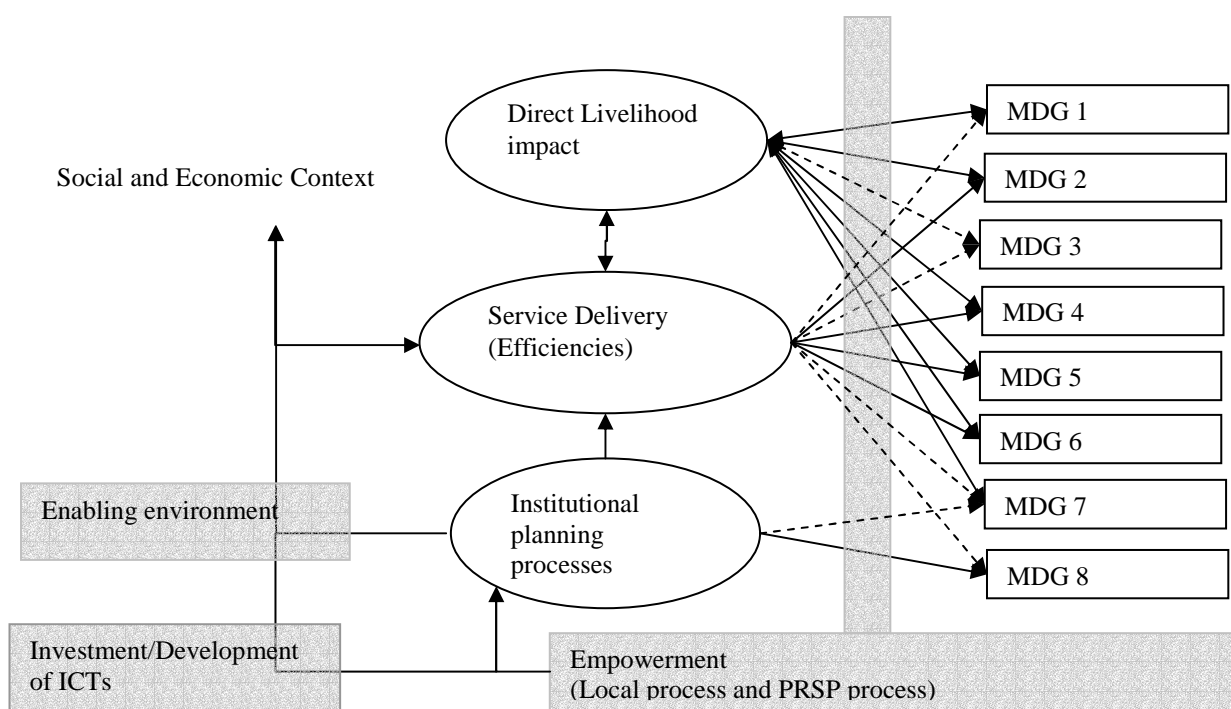 Direct Livelihood
impact
Social and Economic Context
Service Delivery
(Efficiencies)
Enabling environment
Institutional
planning
processes
Investment/Development
of ICTs
Empowerment
(Local process and PRSP process)
MDG 1
MDG 2
MDG 3
MDG 4
MDG 5
MDG 6
MDG 7
MDG 8